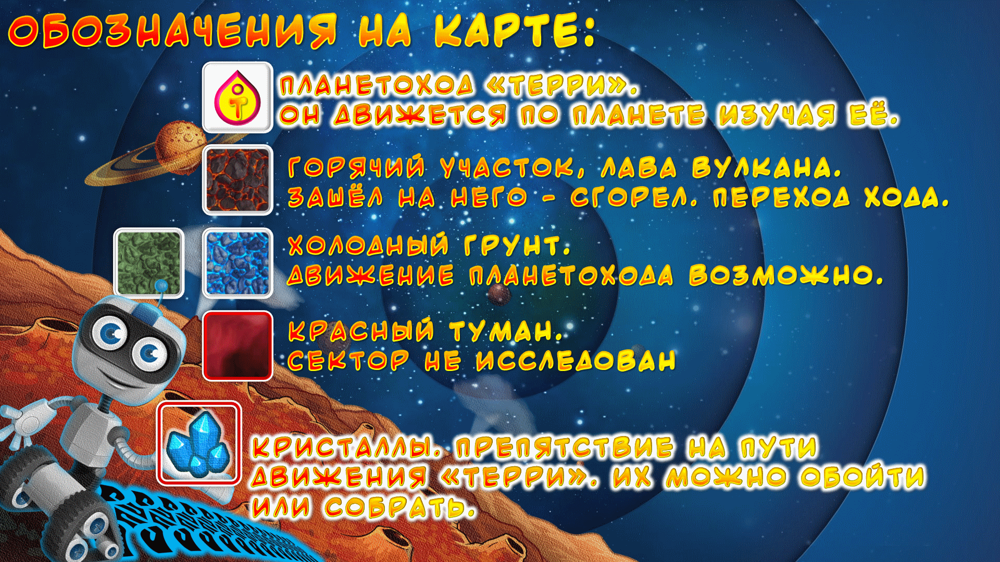 ОБОЗНАЧЕНИЯ НА КАРТЕ:
Т
ПЛАНЕТОХОД «ТЕРРИ».
ОН ДВИЖЕТСЯ ПО ПЛАНЕТЕ ИЗУЧАЯ ЕЁ.
ГОРЯЧИЙ УЧАСТОК, ЛАВА ВУЛКАНА.
ЗАШЁЛ НА НЕГО - СГОРЕЛ. ПЕРЕХОД ХОДА.
ХОЛОДНЫЙ ГРУНТ.
ДВИЖЕНИЕ ПЛАНЕТОХОДА ВОЗМОЖНО.
КРАСНЫЙ ТУМАН.
СЕКТОР НЕ ИССЛЕДОВАН
КРИСТАЛЛЫ. ПРЕПЯТСТВИЕ НА ПУТИ
ДВИЖЕНИЯ «ТЕРРИ». ИХ МОЖНО ОБОЙТИ
ИЛИ СОБРАТЬ.